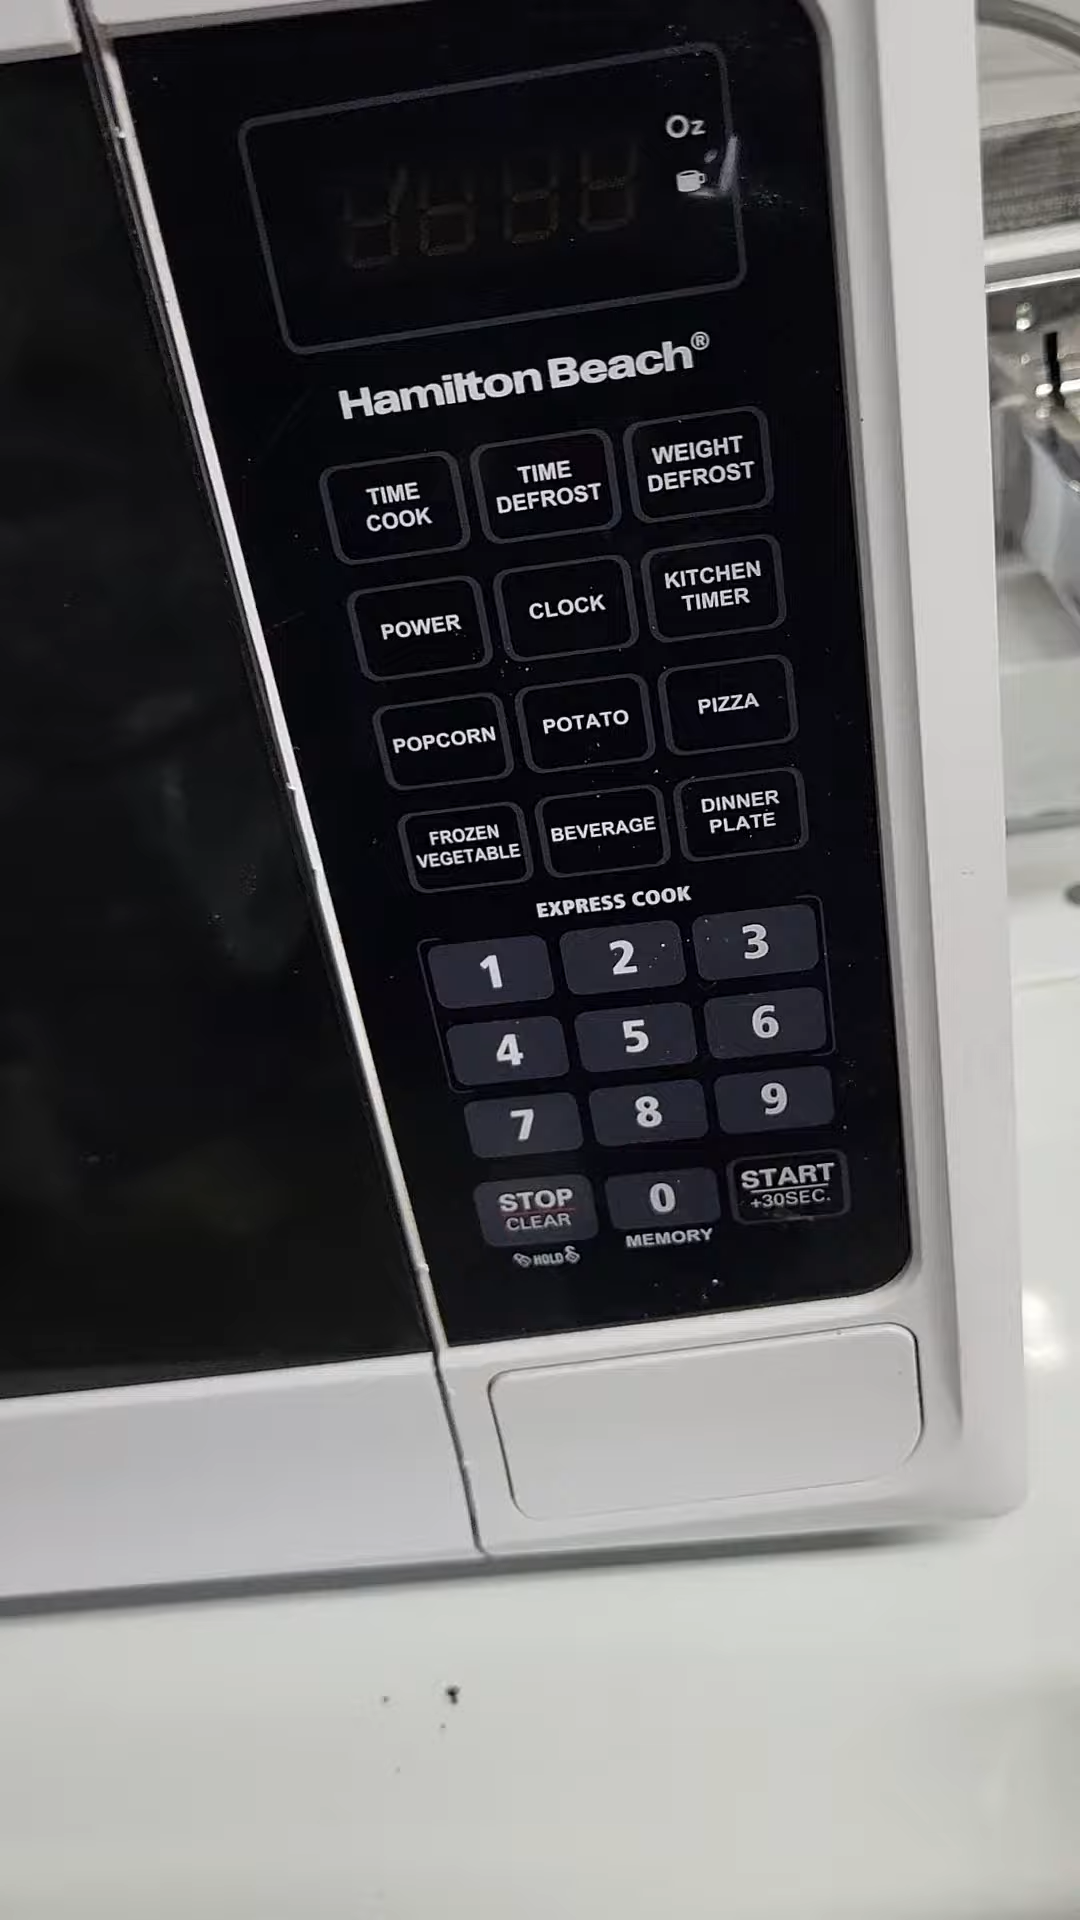 Oz
Hamilton Beach®
TIME
COOK
TIME
DEFROST
WEIGHT
DEFROST
POWER
CLOCK
KITCHEN
TIMER
POPCORN
POTATO
PIZZA
FROZEN
VEGETABLE
BEVERAGE
DINNER
PLATE
EXPRESS COOK
1
2
3
4
5
6
7
8
9
STOP
CLEAR
HOLD
0
MEMORY
START
+30SEC.